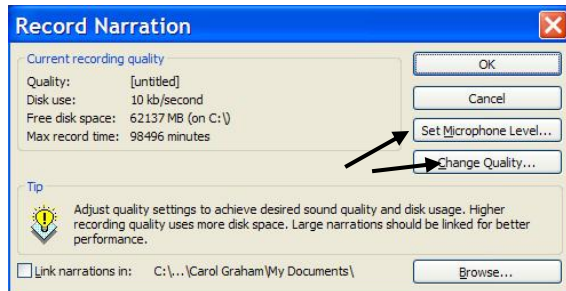 Record Narration
Current recording quality
Quality: [untitled]
Disk use: 10 kb/second
Free disk space: 62137 MB (on C:\)
Max record time: 98496 minutes
OK
Cancel
Set Microphone Level...
Change Quality...
Tip
Adjust quality settings to achieve desired sound quality and disk usage. Higher
recording quality uses more disk space. Large narrations should be linked for better
performance.
Link narrations in: C:\...\Carol Graham\My Documents\
Browse...